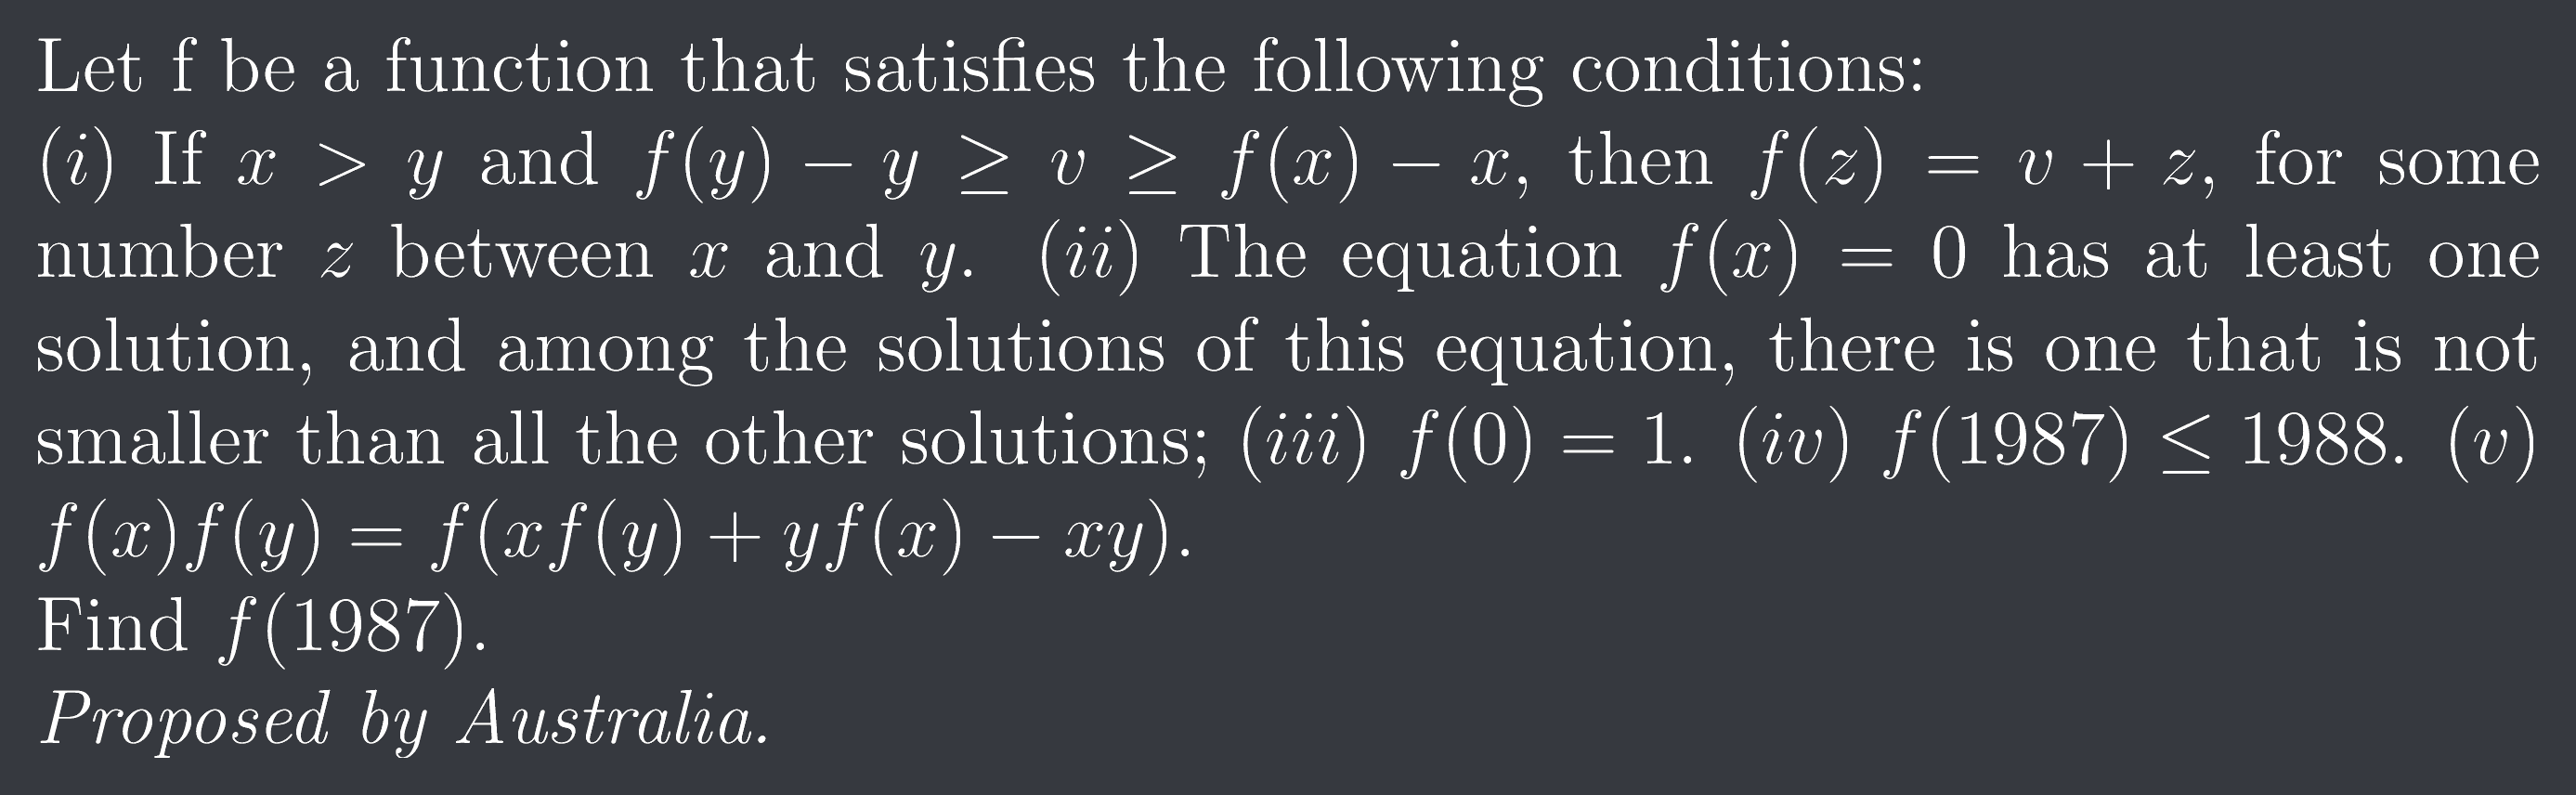 Let f be a function that satisfies the following conditions:
(i) If x > y and f(y) − y ≥ v ≥ f(x) − x, then f(z) = v + z, for some
number z between x and y. (ii) The equation f(x) = 0 has at least one
solution, and among the solutions of this equation, there is one that is not
smaller than all the other solutions; (iii) f(0) = 1. (iv) f(1987) ≤ 1988. (v)
f(x)f(y) = f(xf(y) + yf(x) − xy).
Find f(1987).
Proposed by Australia.